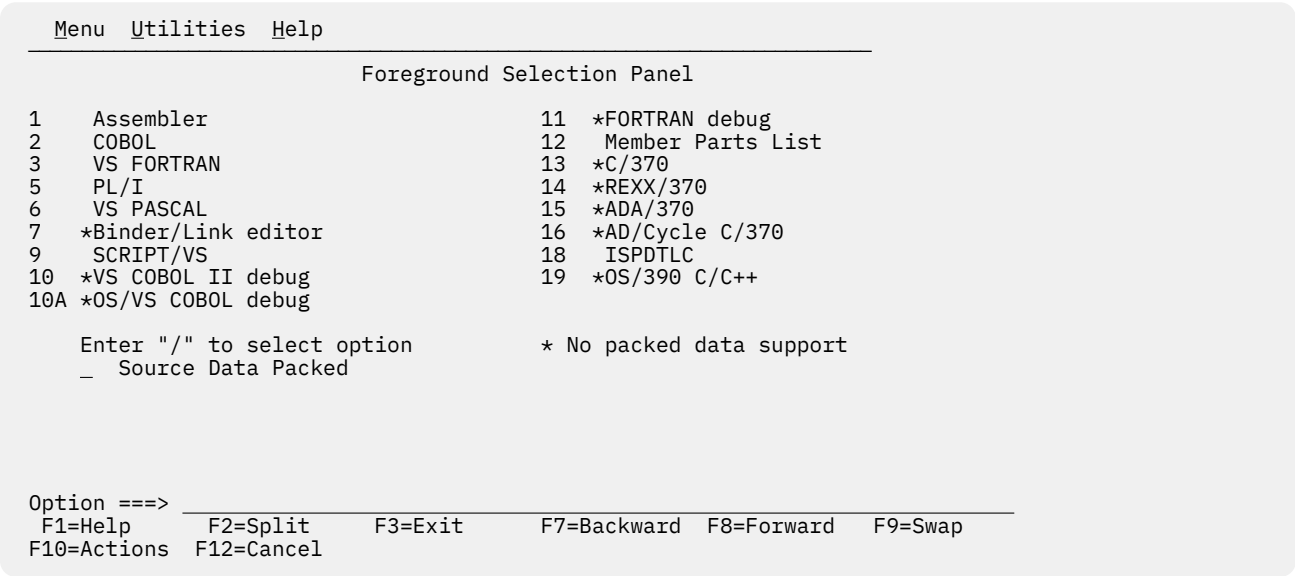 Menu  Utilities  Help
Foreground Selection Panel
1    Assembler                          11  *FORTRAN debug
2    COBOL                              12   Member Parts List
3    VS FORTRAN                         13  *C/370
5    PL/I                               14  *REXX/370
6    VS PASCAL                          15  *ADA/370
7   *Binder/Link editor                 16  *AD/Cycle C/370
9    SCRIPT/VS                          18   ISPDTLC
10  *VS COBOL II debug                  19  *OS/390 C/C++
10A *OS/VS COBOL debug
Enter "/" to select option          * No packed data support
_  Source Data Packed
Option ===>
F1=Help      F2=Split     F3=Exit      F7=Backward  F8=Forward   F9=Swap
F10=Actions  F12=Cancel